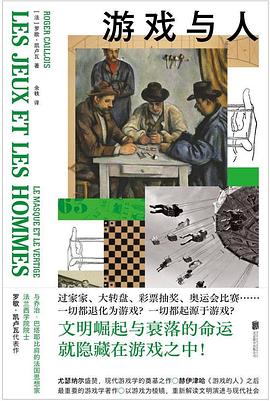 游戏与人
ROGER CAILLOIS
[法]罗歇·凯卢瓦 著
余轶 译
LES JEUX ET LES HOMMES
LE MASQUE ET LE VERTIGE
65
过家家、大转盘、彩票抽奖、奥运会比赛……
一切都退化为游戏？一切都起源于游戏？
文明崛起与衰落的命运
就隐藏在游戏之中！
与乔治·巴塔耶比肩的法国思想家
法兰西学院院士
罗歇·凯卢瓦代表作
尤瑟纳尔盛赞，现代游戏学的奠基之作○赫伊津哈《游戏的人》之后
最重要的游戏学著作○以游戏为棱镜，重新解读文明演进与现代社会